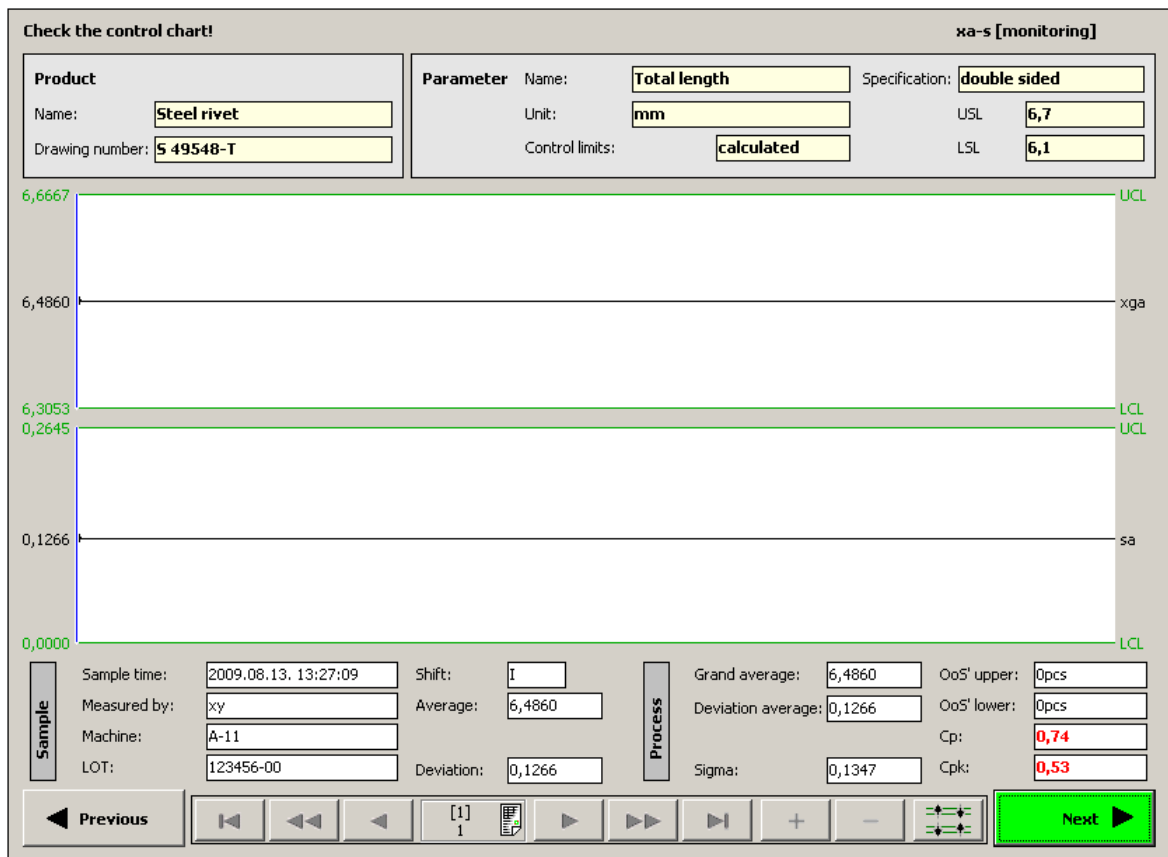 Check the control chart! xa-s [monitoring]
Product
Name: Steel rivet
Drawing number: S 49548-T
Parameter Name: Total length Specification: double sided
Unit: mm USL 6,7
Control limits: calculated LSL 6,1
6,6667 UCL
6,4860 xga
6,3053 LCL
0,2645 UCL
0,1266 sa
0,0000 LCL
Sample
Sample time: 2009.08.13. 13:27:09 Shift: I
Measured by: xy Average: 6,4860
Machine: A-11
LOT: 123456-00 Deviation: 0,1266
Process
Grand average: 6,4860 OoS' upper: 0pcs
Deviation average: 0,1266 OoS' lower: 0pcs
Cp: 0,74
Sigma: 0,1347 Cpk: 0,53
Previous [1] Next
1